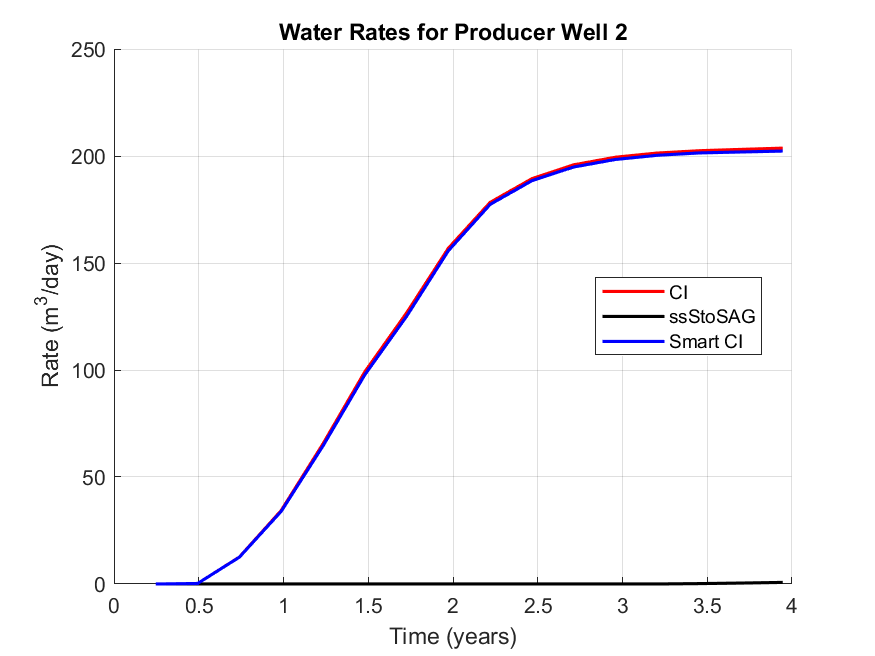 Water Rates for Producer Well 2
250
200
150
100
50
0
Rate (m³/day)
CI
ssStoSAG
Smart CI
0 0.5 1 1.5 2 2.5 3 3.5 4
Time (years)